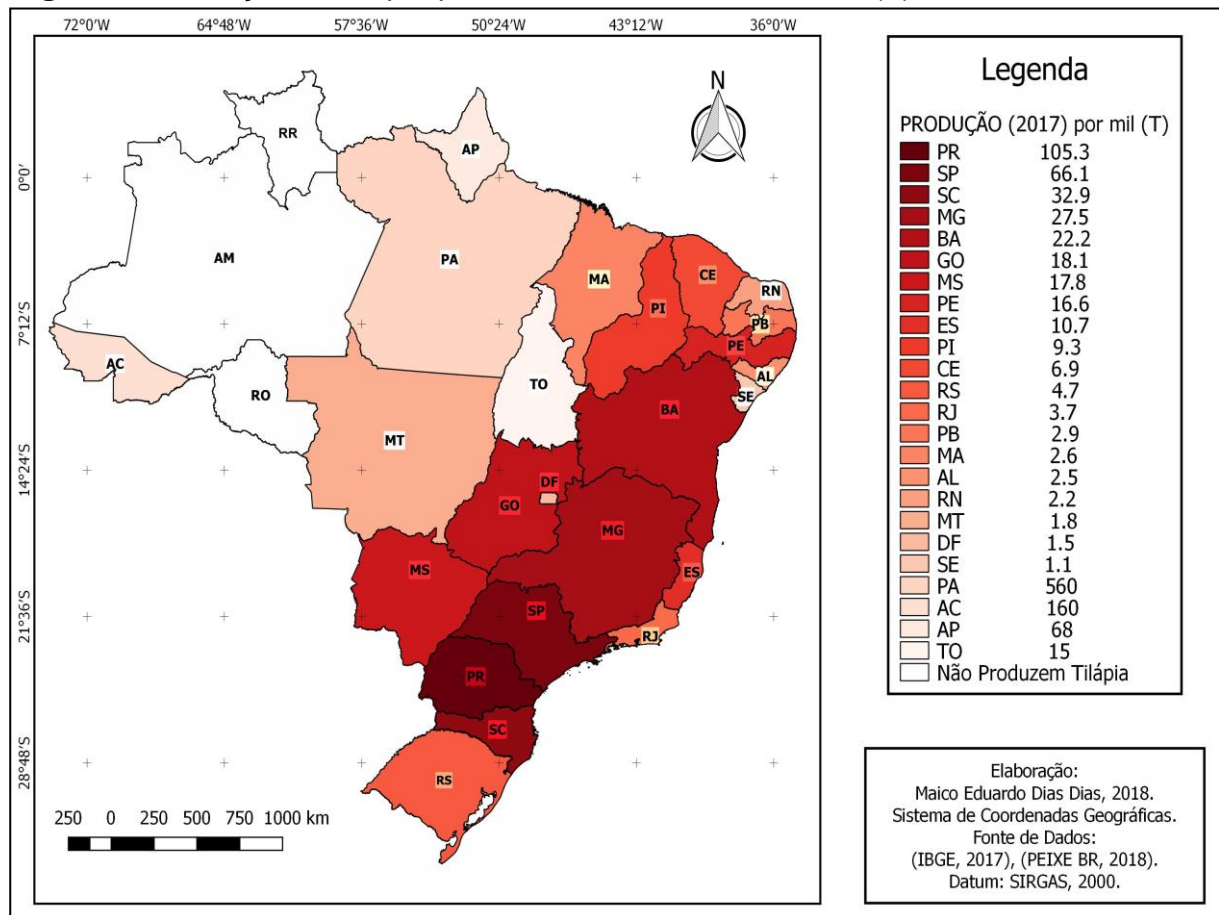 72°0'W 64°48'W 57°36'W 50°24'W 43°12'W 36°0'W
N
RR
AP
0°0'
AM
PA
MA
CE
RN
PI
PB
7°12'S
PE
AC
AL
TO
SE
RO
BA
MT
14°24'S
DF
GO
MG
MS
ES
SP
21°36'S
RJ
PR
SC
28°48'S
RS
250 0 250 500 750 1000 km
Legenda
PRODUÇÃO (2017) por mil (T)
PR 105.3
SP 66.1
SC 32.9
MG 27.5
BA 22.2
GO 18.1
MS 17.8
PE 16.6
ES 10.7
PI 9.3
CE 6.9
RS 4.7
RJ 3.7
PB 2.9
MA 2.6
AL 2.5
RN 2.2
MT 1.8
DF 1.5
SE 1.1
PA 560
AC 160
AP 68
TO 15
Não Produzem Tilápia
Elaboração:
Maico Eduardo Dias Dias, 2018.
Sistema de Coordenadas Geográficas.
Fonte de Dados:
(IBGE, 2017), (PEIXE BR, 2018).
Datum: SIRGAS, 2000.